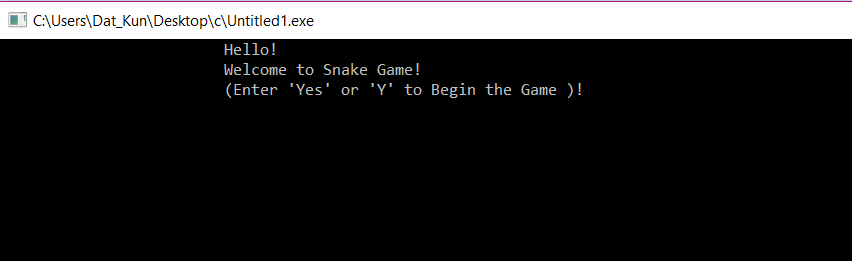 C:\Users\Dat_Kun\Desktop\c\Untitled1.exe
Hello!
Welcome to Snake Game!
(Enter 'Yes' or 'Y' to Begin the Game )!